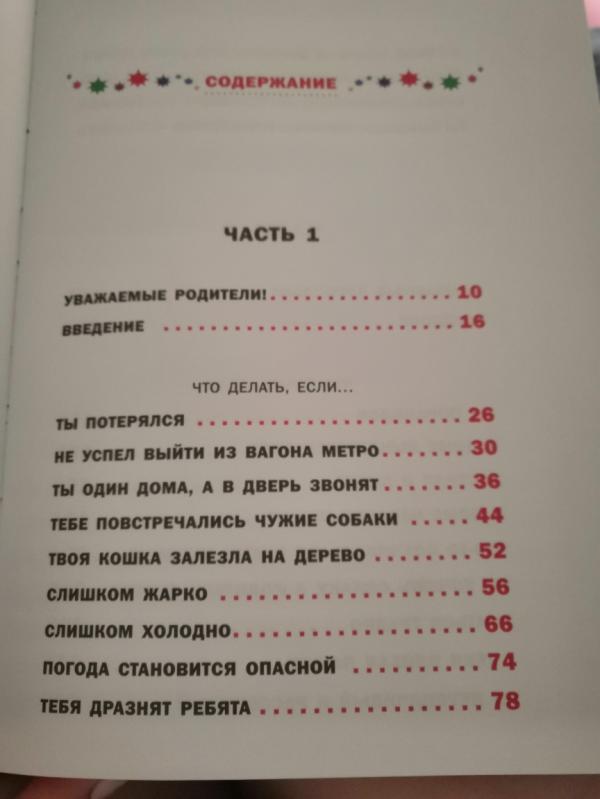 СОДЕРЖАНИЕ
ЧАСТЬ 1
УВАЖАЕМЫЕ РОДИТЕЛИ!. . . . . . . . . . . . . . . . . 10
ВВЕДЕНИЕ . . . . . . . . . . . . . . . . . . . . . . . . . . 16
ЧТО ДЕЛАТЬ, ЕСЛИ...
ТЫ ПОТЕРЯЛСЯ . . . . . . . . . . . . . . . . . . . . . . 26
НЕ УСПЕЛ ВЫЙТИ ИЗ ВАГОНА МЕТРО. . . . . . . 30
ТЫ ОДИН ДОМА, А В ДВЕРЬ ЗВОНЯТ. . . . . . . 36
ТЕБЕ ПОВСТРЕЧАЛИСЬ ЧУЖИЕ СОБАКИ . . . . . 44
ТВОЯ КОШКА ЗАЛЕЗЛА НА ДЕРЕВО . . . . . . . . . 52
СЛИШКОМ ЖАРКО . . . . . . . . . . . . . . . . . . . . . 56
СЛИШКОМ ХОЛОДНО. . . . . . . . . . . . . . . . . . . . 66
ПОГОДА СТАНОВИТСЯ ОПАСНОЙ . . . . . . . . . . 74
ТЕБЯ ДРАЗНЯТ РЕБЯТА . . . . . . . . . . . . . . . . . 78